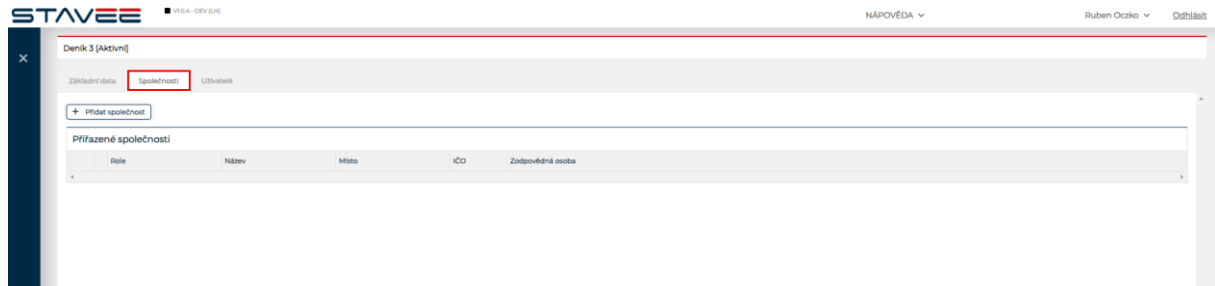 STAVEE V1.0.4 - DEV (LH) NÁPOVĚDA Ruben Oczko Odhlásit
Deník 3 [Aktivní]
Základní data Společnosti Uživatelé
+ Přidat společnost
Přiřazené společnosti
Role Název Místo IČO Zodpovědná osoba